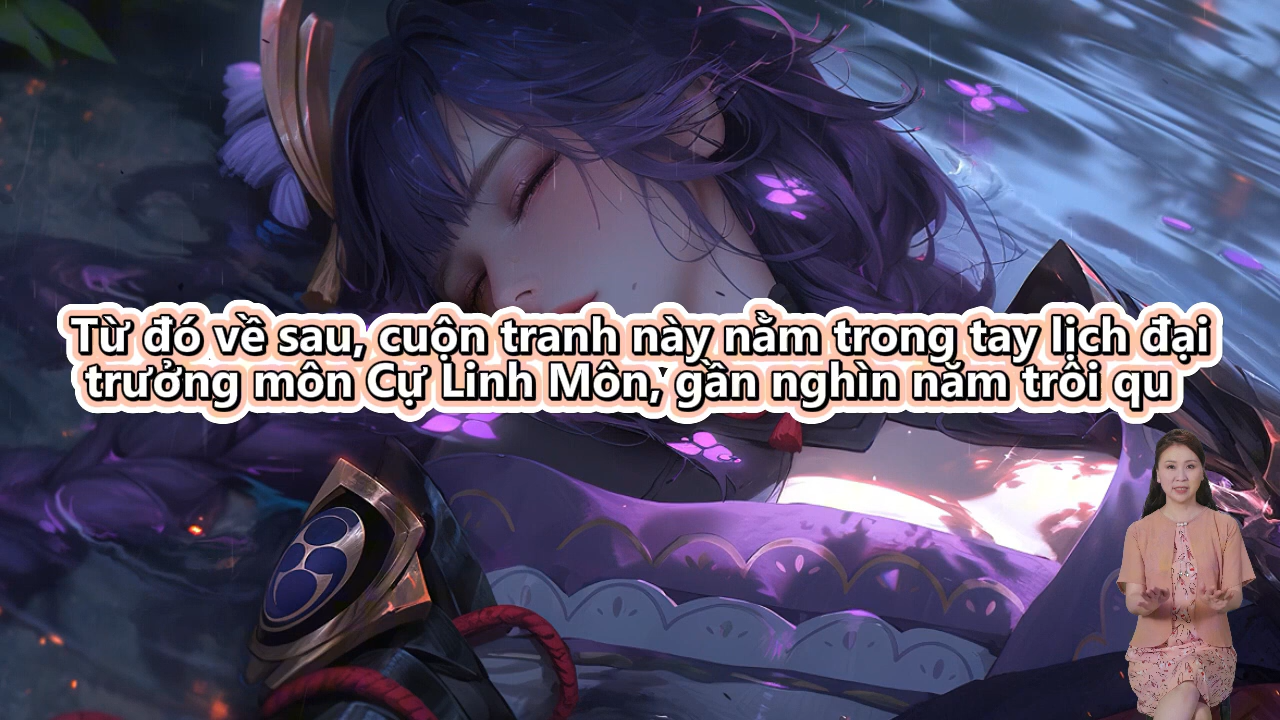 Từ đó về sau, cuộn tranh này nằm trong tay lịch đại
trưởng môn Cự Linh Môn, gần nghìn năm trôi qu